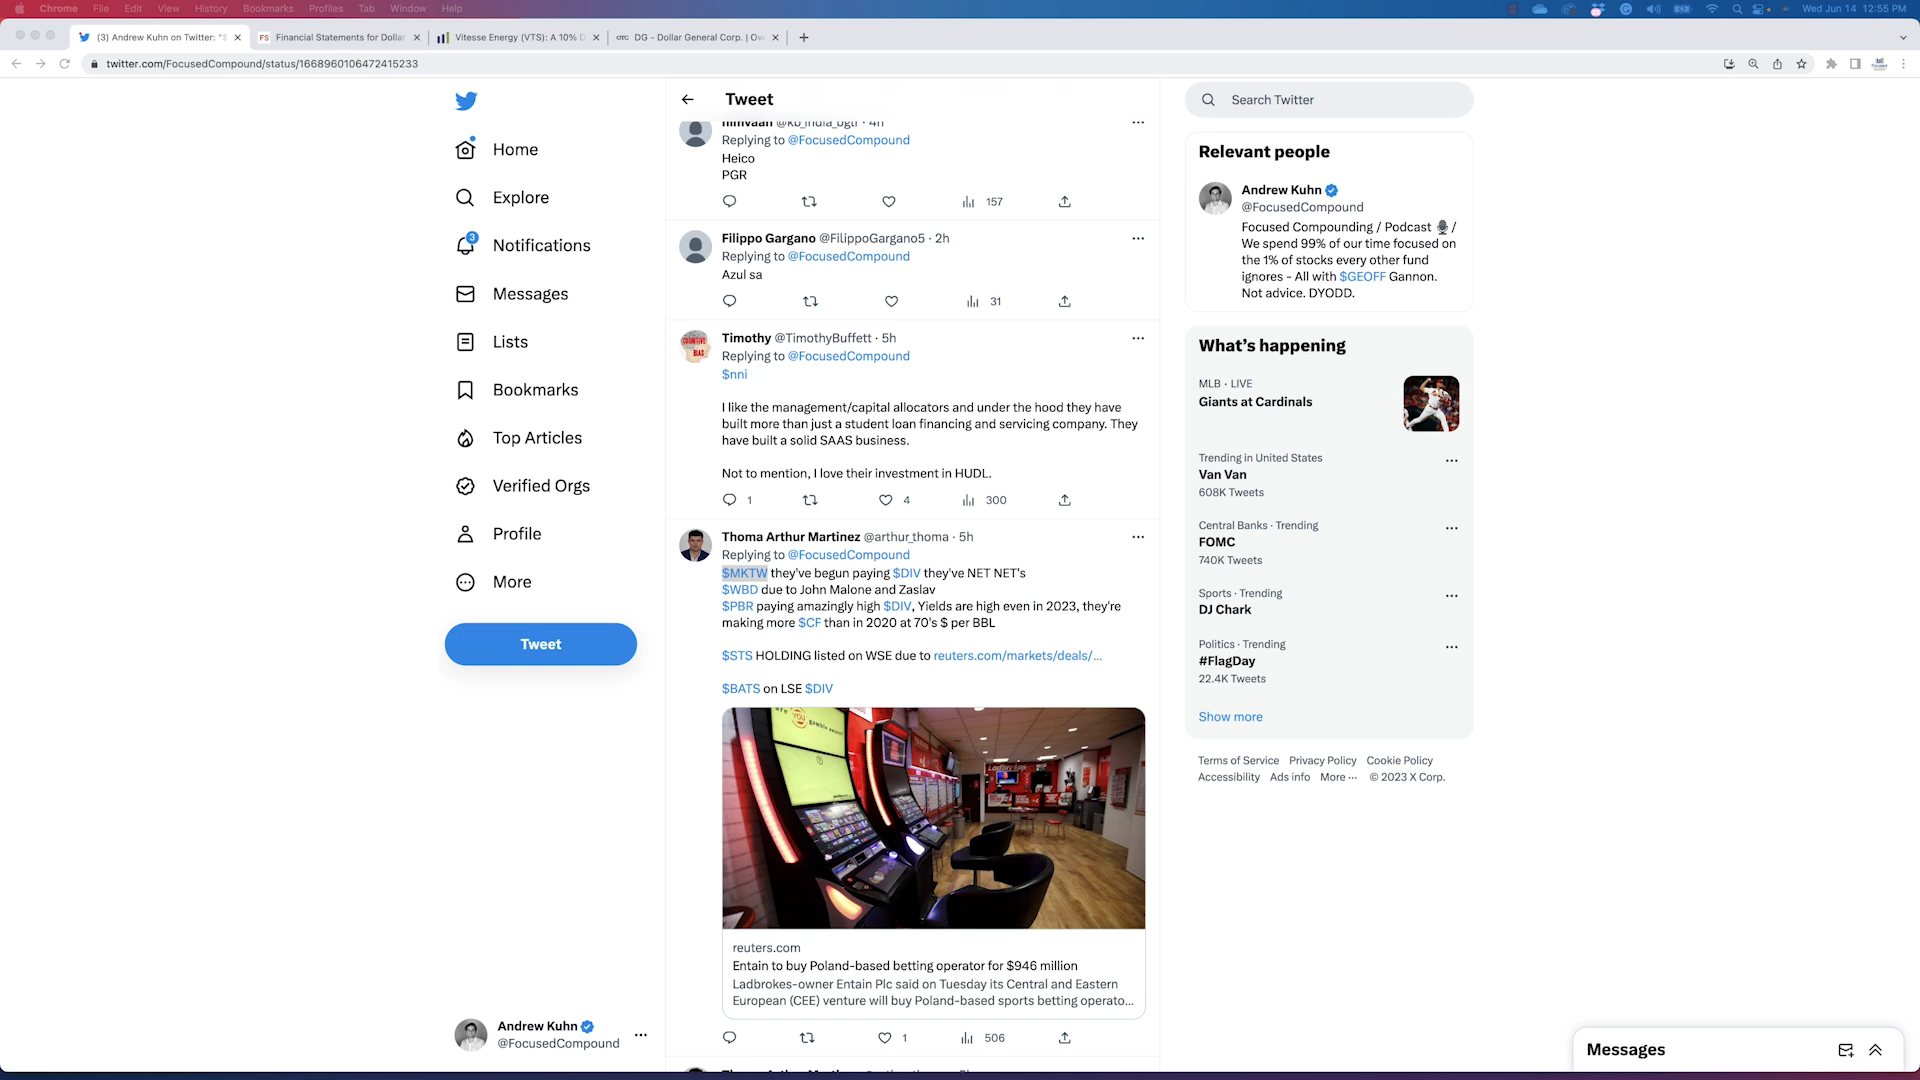 Chrome File Edit View History Bookmarks Profiles Tab Window Help
Wed Jun 14 12:55 PM
(3) Andrew Kuhn on Twitter: "$
FS Financial Statements for Dollar
Vitesse Energy (VTS): A 10% D
OTC DG - Dollar General Corp. | Ov
twitter.com/FocusedCompound/status/1668960106472415233
Home
Explore
3
Notifications
Messages
Lists
Bookmarks
Top Articles
Verified Orgs
Profile
More
Tweet
Andrew Kuhn
@FocusedCompound
Tweet
Replying to @FocusedCompound
Heico
PGR
157
Filippo Gargano @FilippoGargano5 · 2h
Replying to @FocusedCompound
Azul sa
31
Timothy @TimothyBuffett · 5h
Replying to @FocusedCompound
$nni
I like the management/capital allocators and under the hood they have
built more than just a student loan financing and servicing company. They
have built a solid SAAS business.
Not to mention, I love their investment in HUDL.
1 4 300
COGNITIVE
BIAS
Thoma Arthur Martinez @arthur_thoma · 5h
Replying to @FocusedCompound
$MKTW they've begun paying $DIV they've NET NET's
$WBD due to John Malone and Zaslav
$PBR paying amazingly high $DIV, Yields are high even in 2023, they're
making more $CF than in 2020 at 70's $ per BBL
$STS HOLDING listed on WSE due to reuters.com/markets/deals/...
$BATS on LSE $DIV
YOU
gamble aware
Ladbrokes
reuters.com
Entain to buy Poland-based betting operator for $946 million
Ladbrokes-owner Entain Plc said on Tuesday its Central and Eastern
European (CEE) venture will buy Poland-based sports betting operato...
1 506
Search Twitter
Relevant people
Andrew Kuhn
@FocusedCompound
Focused Compounding / Podcast 🎙 /
We spend 99% of our time focused on
the 1% of stocks every other fund
ignores - All with $GEOFF Gannon.
Not advice. DYODD.
What's happening
MLB · LIVE
Giants at Cardinals
Trending in United States
Van Van
608K Tweets
Central Banks · Trending
FOMC
740K Tweets
Sports · Trending
DJ Chark
Politics · Trending
#FlagDay
22.4K Tweets
Show more
Terms of Service Privacy Policy Cookie Policy
Accessibility Ads info More ··· © 2023 X Corp.
Messages